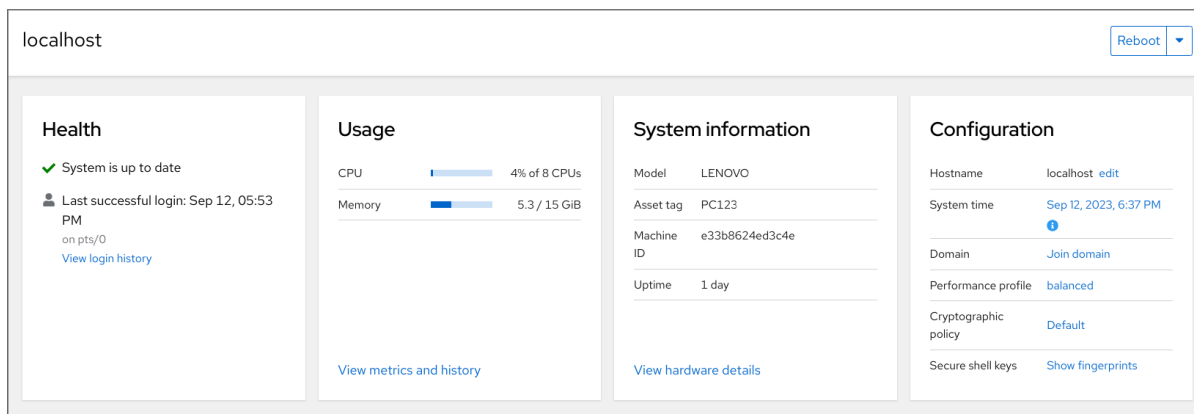 localhost
Reboot
Health
System is up to date
Last successful login: Sep 12, 05:53
PM
on pts/0
View login history
Usage
CPU 4% of 8 CPUs
Memory 5.3 / 15 GiB
View metrics and history
System information
Model LENOVO
Asset tag PC123
Machine e33b8624ed3c4e
ID
Uptime 1 day
View hardware details
Configuration
Hostname localhost edit
System time Sep 12, 2023, 6:37 PM
Domain Join domain
Performance profile balanced
Cryptographic
policy Default
Secure shell keys Show fingerprints